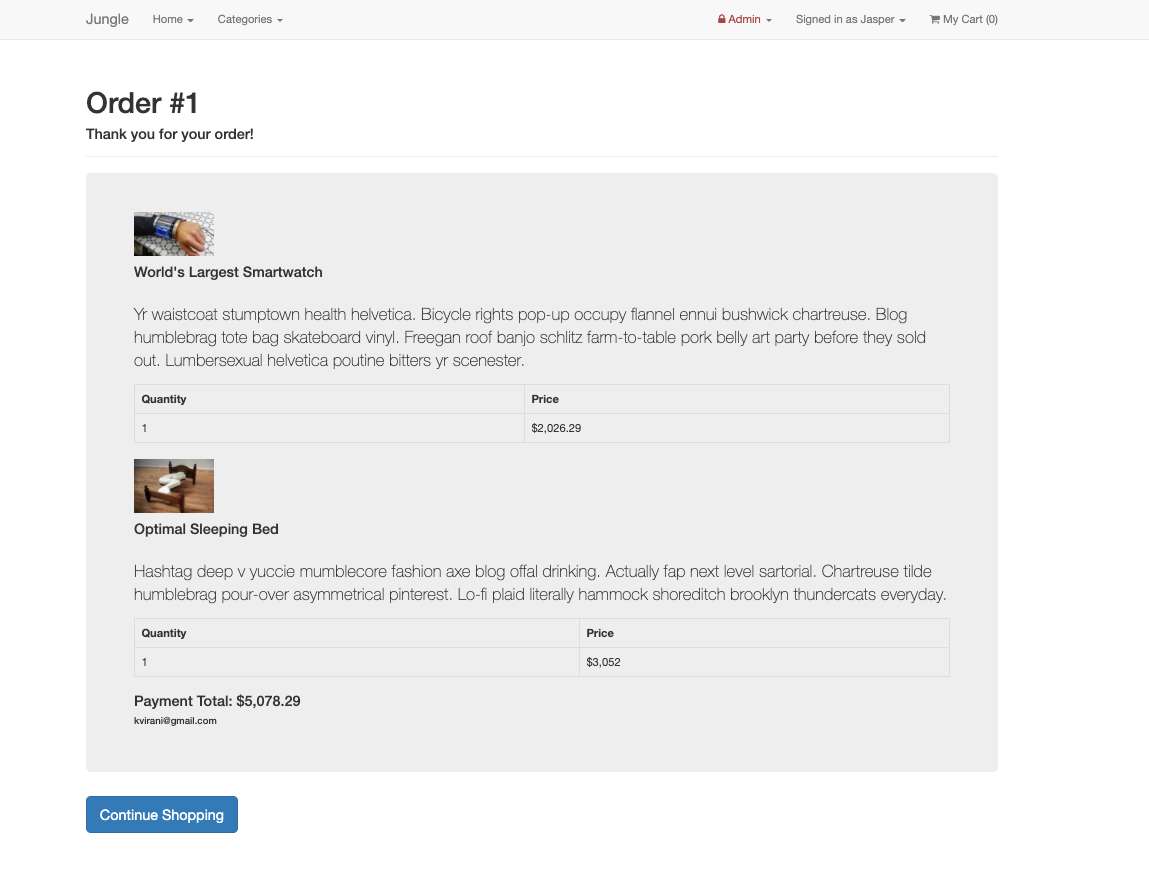 Jungle Home Categories Admin Signed in as Jasper My Cart (0)
Order #1
Thank you for your order!
World's Largest Smartwatch
Yr waistcoat stumptown health helvetica. Bicycle rights pop-up occupy flannel ennui bushwick chartreuse. Blog
humblebrag tote bag skateboard vinyl. Freegan roof banjo schlitz farm-to-table pork belly art party before they sold
out. Lumbersexual helvetica poutine bitters yr scenester.
Quantity Price
1 $2,026.29
Optimal Sleeping Bed
Hashtag deep v yuccie mumblecore fashion axe blog offal drinking. Actually fap next level sartorial. Chartreuse tilde
humblebrag pour-over asymmetrical pinterest. Lo-fi plaid literally hammock shoreditch brooklyn thundercats everyday.
Quantity Price
1 $3,052
Payment Total: $5,078.29
kvirani@gmail.com
Continue Shopping